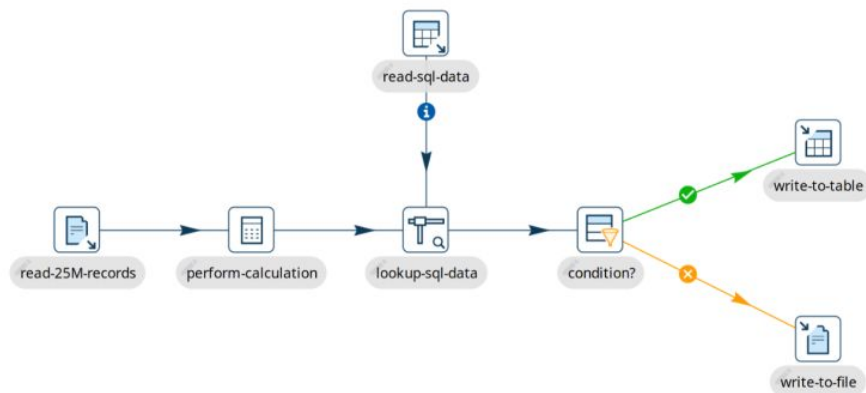 read-sql-data
write-to-table
read-25M-records
perform-calculation
lookup-sql-data
condition?
write-to-file